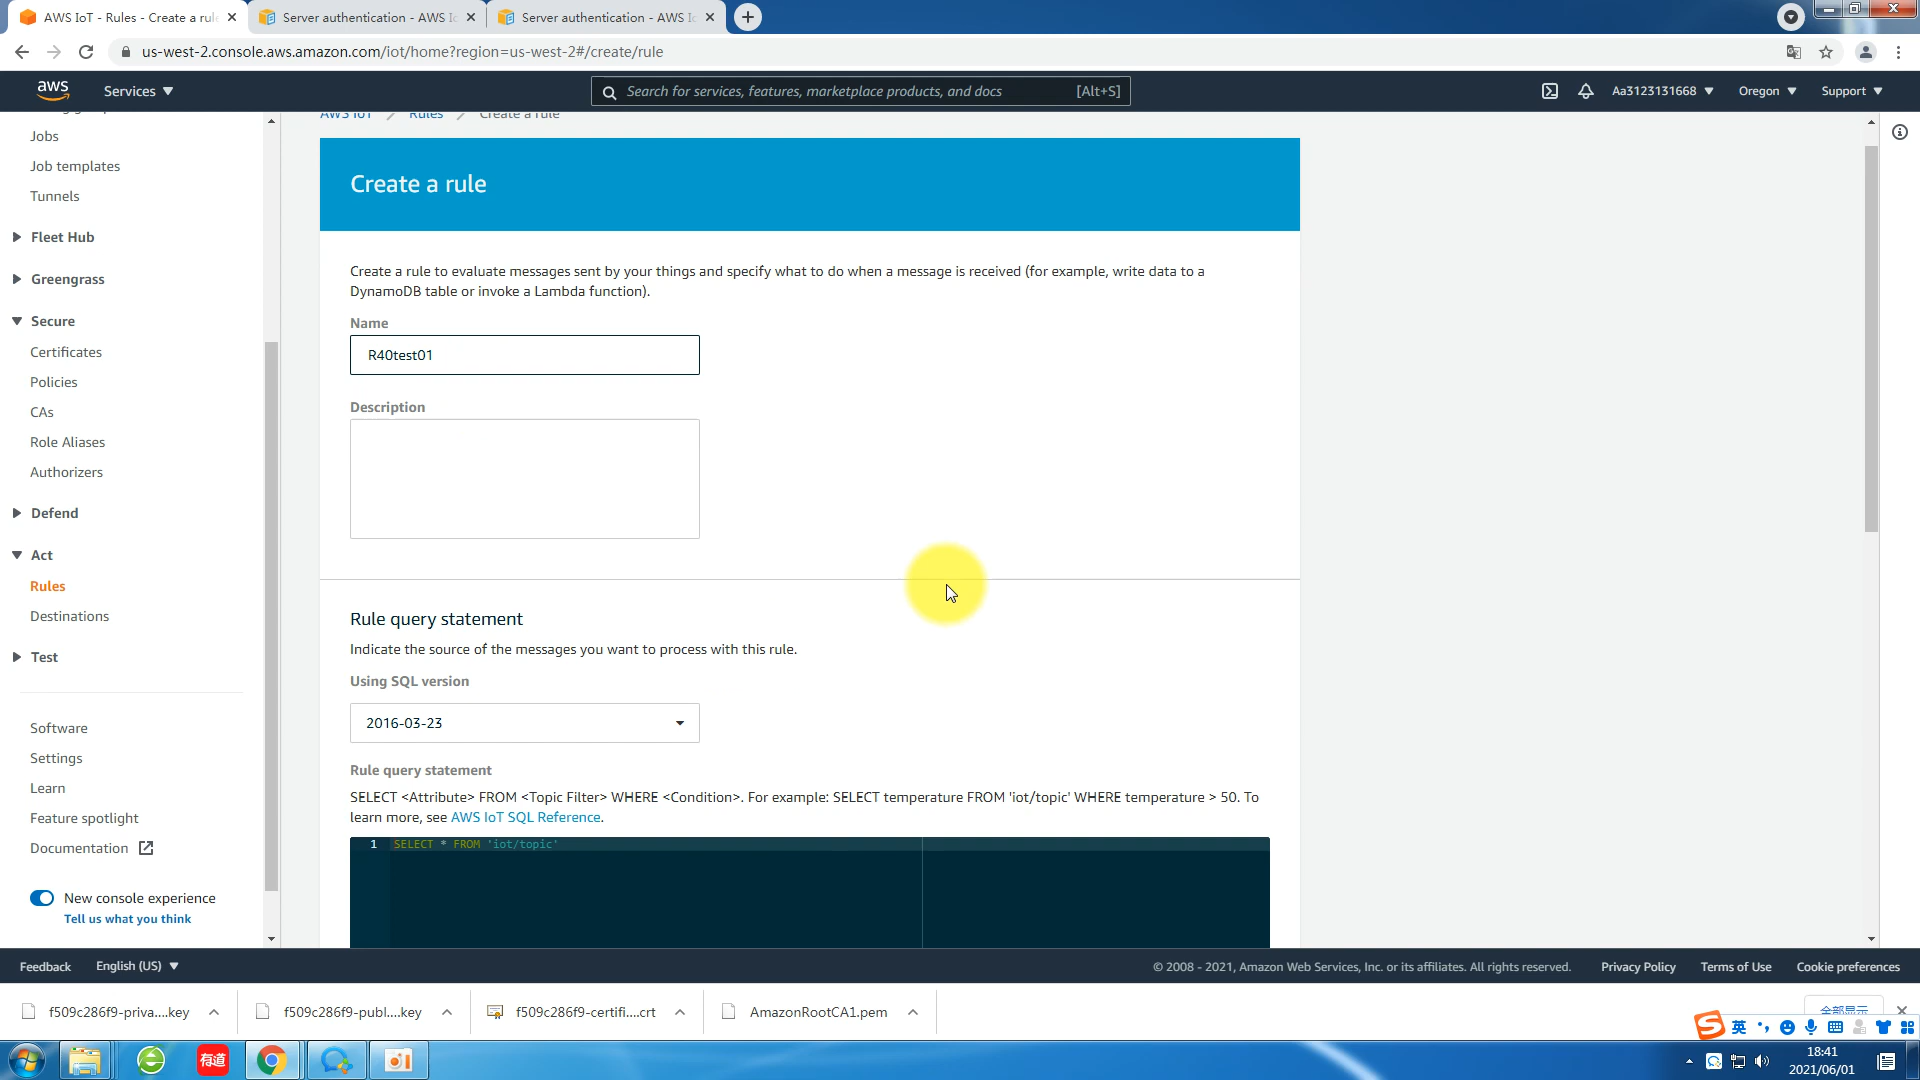 AWS IoT - Rules - Create a rul
Server authentication - AWS Io
Server authentication - AWS Io
us-west-2.console.aws.amazon.com/iot/home?region=us-west-2#/create/rule
aws
Services
Search for services, features, marketplace products, and docs
[Alt+S]
Aa3123131668
Oregon
Support
Jobs
Job templates
Tunnels
Fleet Hub
Greengrass
Secure
Certificates
Policies
CAs
Role Aliases
Authorizers
Defend
Act
Rules
Destinations
Test
Software
Settings
Learn
Feature spotlight
Documentation
New console experience
Tell us what you think
AWS IoT
Rules
Create a rule
Create a rule
Create a rule to evaluate messages sent by your things and specify what to do when a message is received (for example, write data to a
DynamoDB table or invoke a Lambda function).
Name
R40test01
Description
Rule query statement
Indicate the source of the messages you want to process with this rule.
Using SQL version
2016-03-23
Rule query statement
SELECT <Attribute> FROM <Topic Filter> WHERE <Condition>. For example: SELECT temperature FROM 'iot/topic' WHERE temperature > 50. To
learn more, see AWS IoT SQL Reference.
1 SELECT * FROM 'iot/topic'
Feedback
English (US)
© 2008 - 2021, Amazon Web Services, Inc. or its affiliates. All rights reserved.
Privacy Policy
Terms of Use
Cookie preferences
f509c286f9-priva....key
f509c286f9-publ....key
f509c286f9-certifi....crt
AmazonRootCA1.pem
全部显示
英
有道
18:41
2021/06/01